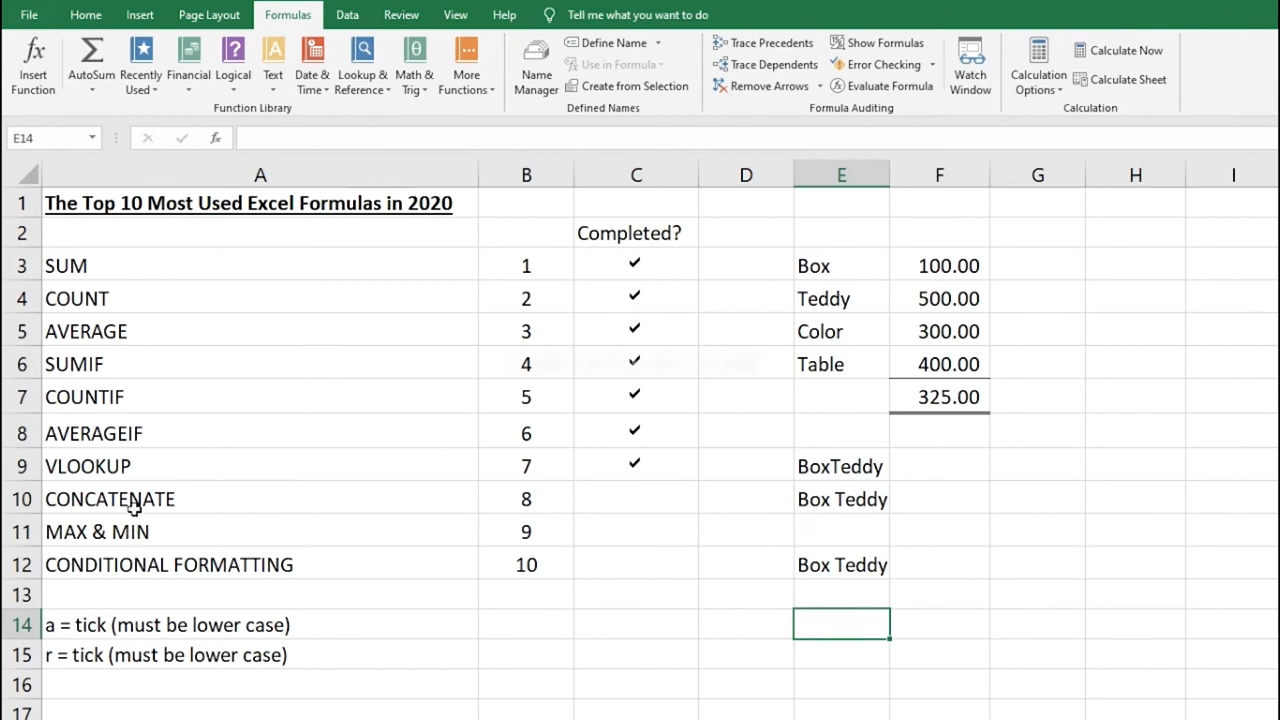 File Home Insert Page Layout Formulas Data Review View Help Tell me what you want to do
Insert Function
AutoSum
Recently Used
Financial
Logical
Text
Date & Time
Lookup & Reference
Math & Trig
More Functions
Function Library
Name Manager
Define Name
Use in Formula
Create from Selection
Defined Names
Trace Precedents
Trace Dependents
Remove Arrows
Show Formulas
Error Checking
Evaluate Formula
Formula Auditing
Watch Window
Calculation Options
Calculate Now
Calculate Sheet
Calculation
E14 fx
A B C D E F G H I
1 The Top 10 Most Used Excel Formulas in 2020
2 Completed?
3 SUM 1 ✓ Box 100.00
4 COUNT 2 ✓ Teddy 500.00
5 AVERAGE 3 ✓ Color 300.00
6 SUMIF 4 ✓ Table 400.00
7 COUNTIF 5 ✓ 325.00
8 AVERAGEIF 6 ✓
9 VLOOKUP 7 ✓ BoxTeddy
10 CONCATENATE 8 Box Teddy
11 MAX & MIN 9
12 CONDITIONAL FORMATTING 10 Box Teddy
13
14 a = tick (must be lower case)
15 r = tick (must be lower case)
16
17